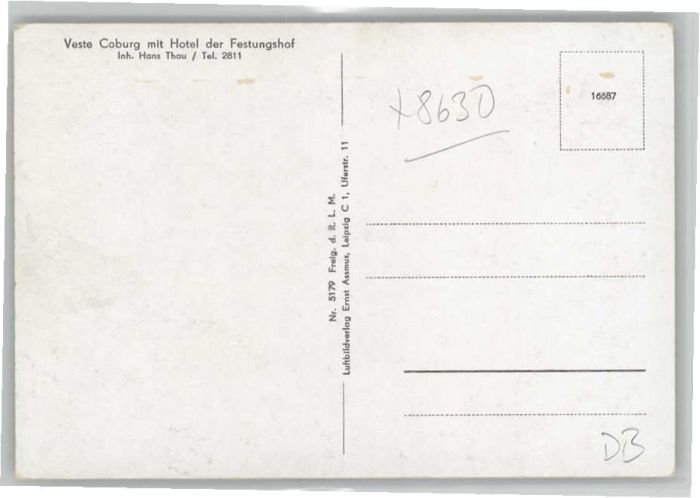 Veste Coburg mit Hotel der Festungshof
Inh. Hans Thau / Tel. 2811
Nr. 5179 Freig. d. R. L. M.
Luftbildverlag Ernst Assmus, Leipzig C 1, Uferstr. 11
x8630
16687
DB